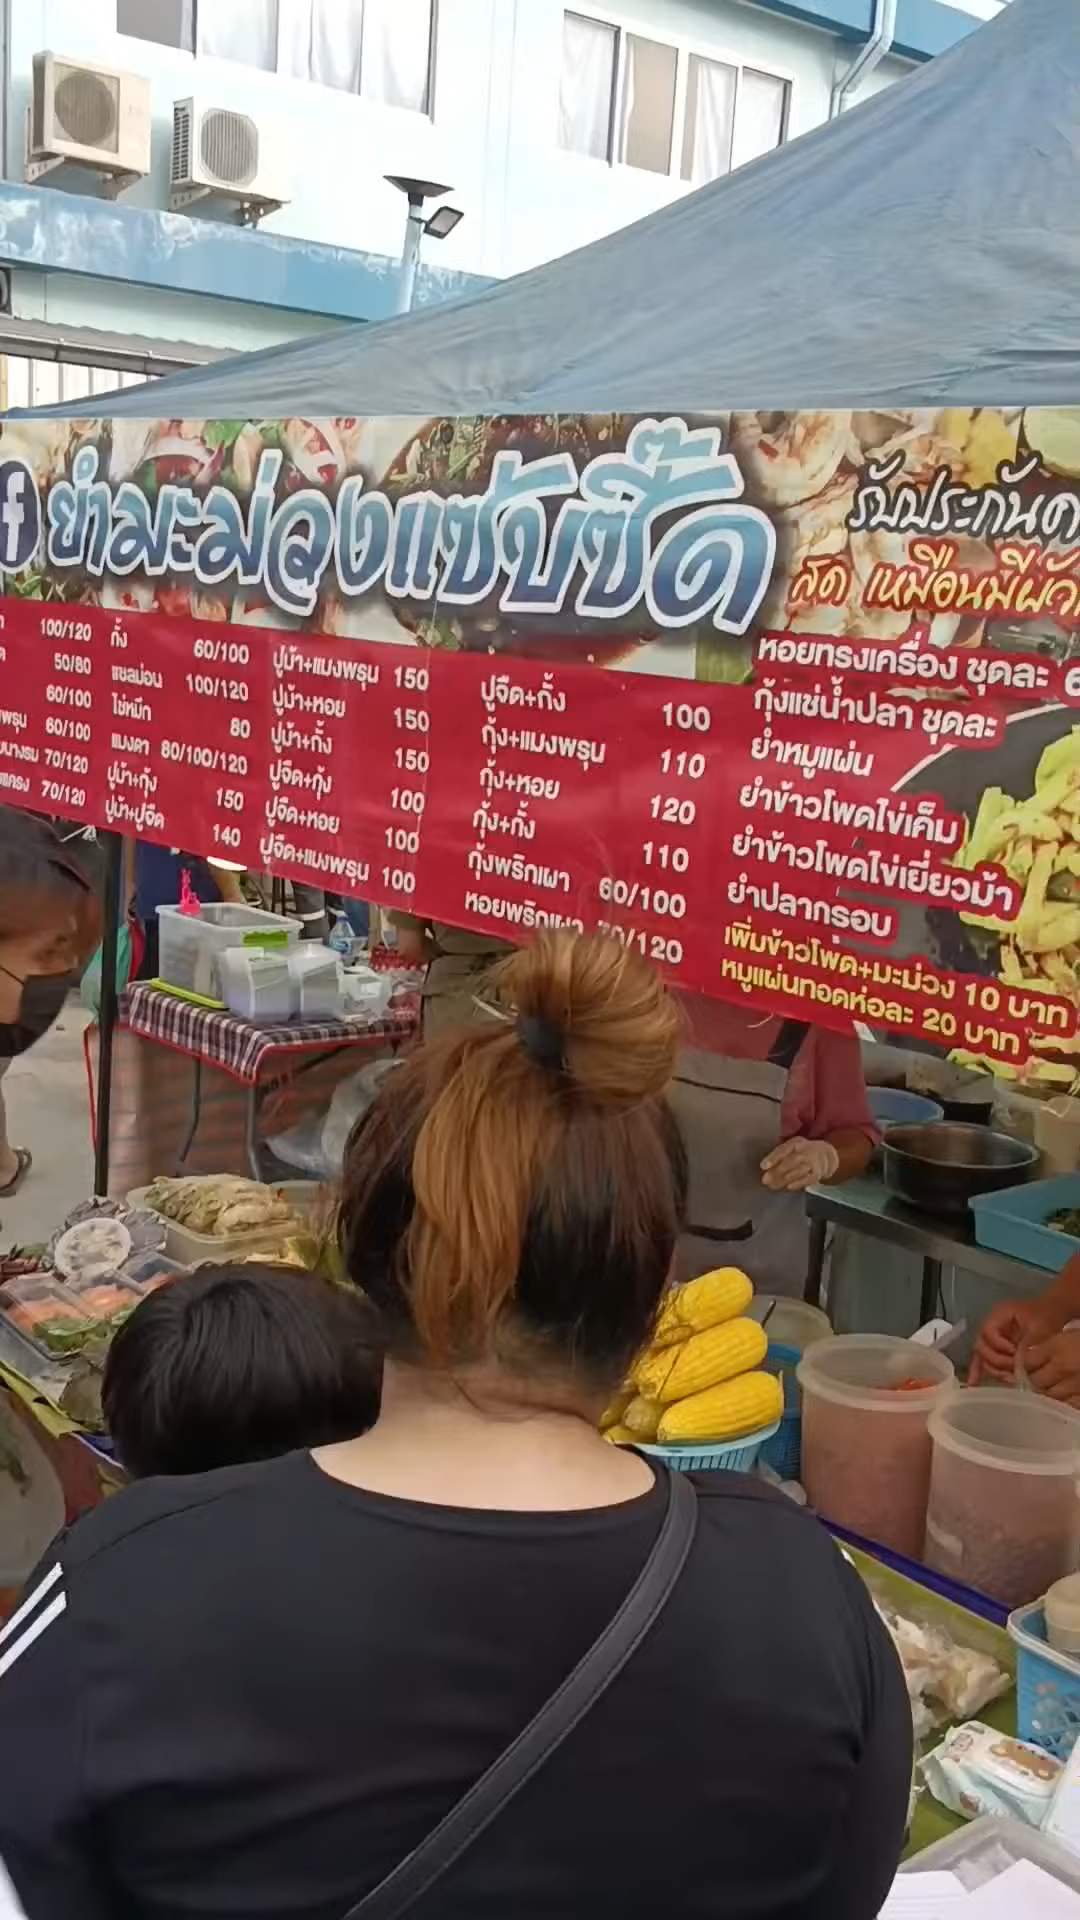 f ยำมะม่วงแซ่บซี๊ด
รับประกัน
สด เหมือนมีผัว
100/120
50/80
60/100
60/100
70/120
70/120
กั้ง 60/100
แซลม่อน 100/120
ไข่หมึก 80
แมงดา 80/100/120
ปูม้า+กุ้ง 150
ปูม้า+ปูจืด 140
ปูม้า+แมงพรุน 150
ปูม้า+หอย 150
ปูม้า+กั้ง 150
ปูจืด+กุ้ง 100
ปูจืด+หอย 100
ปูจืด+แมงพรุน 100
ปูจืด+กั้ง 100
กุ้ง+แมงพรุน 110
กุ้ง+หอย 120
กุ้ง+กั้ง 110
กุ้งพริกเผา 60/100
หอยพริกเผา
หอยทรงเครื่อง ชุดละ
กุ้งแช่น้ำปลา ชุดละ
ยำหมูแผ่น
ยำข้าวโพดไข่เค็ม
ยำข้าวโพดไข่เยี่ยวม้า
ยำปลากรอบ
เพิ่มข้าวโพด+มะม่วง 10 บาท
หมูแผ่นทอดห่อละ 20 บาท